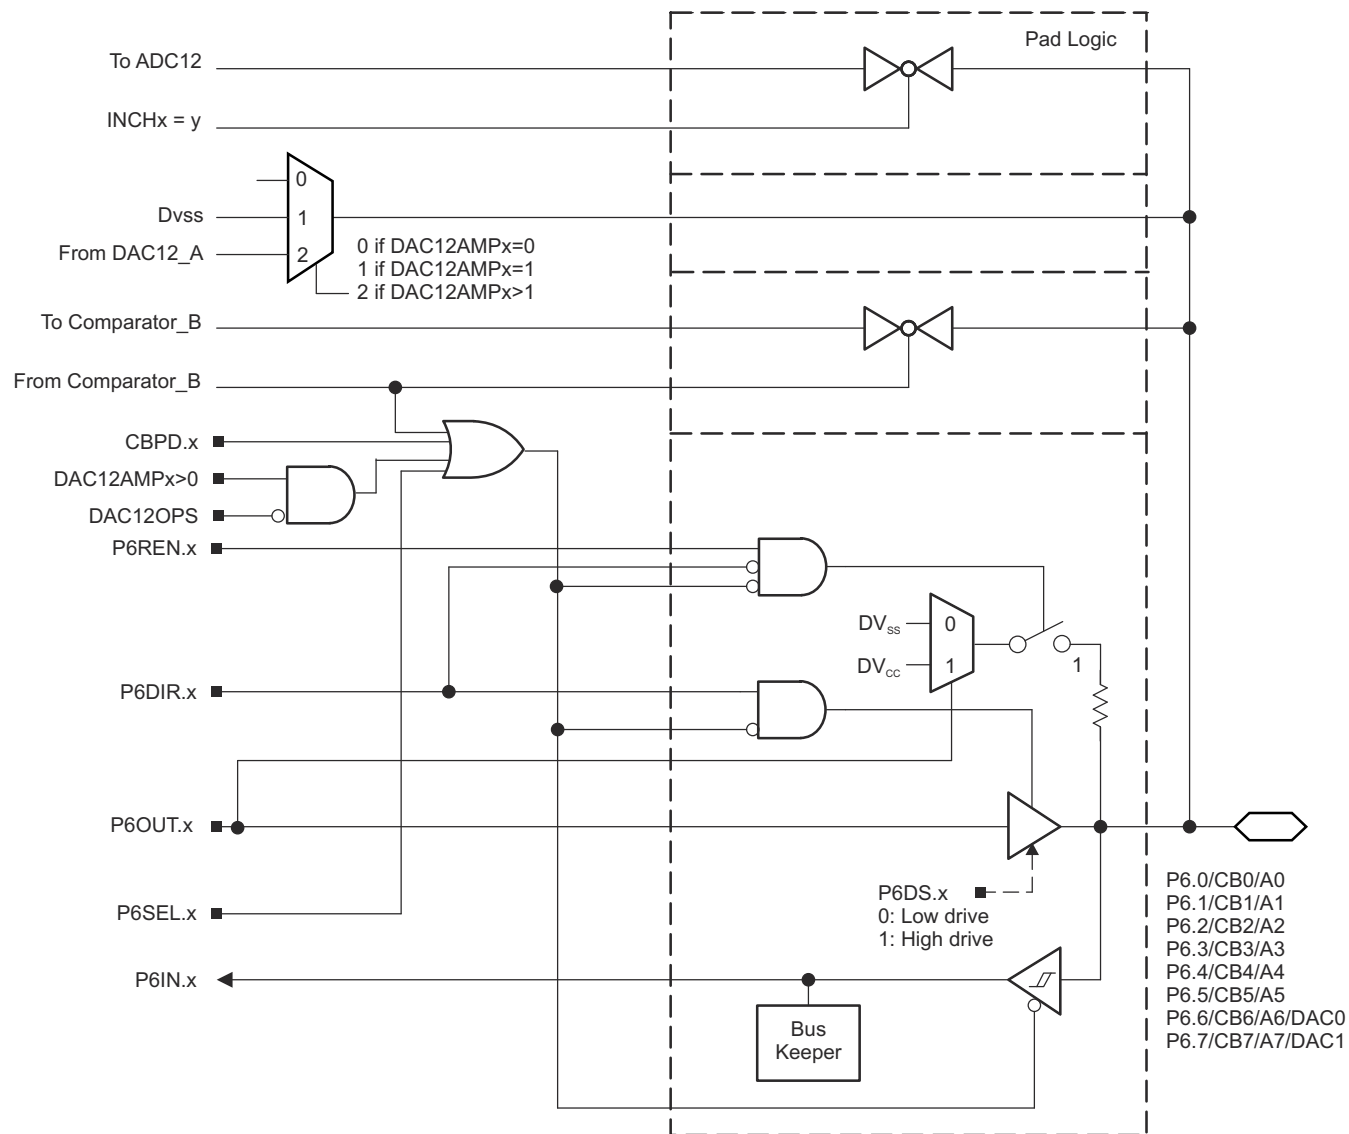 Pad Logic
To ADC12
INCHx = y
0
Dvss
1
From DAC12_A
2
0 if DAC12AMPx=0
1 if DAC12AMPx=1
2 if DAC12AMPx>1
To Comparator_B
From Comparator_B
CBPD.x
DAC12AMPx>0
DAC12OPS
P6REN.x
DVSS
0
DVCC
1
1
P6DIR.x
P6OUT.x
P6DS.x
0: Low drive
1: High drive
P6SEL.x
P6IN.x
Bus
Keeper
P6.0/CB0/A0
P6.1/CB1/A1
P6.2/CB2/A2
P6.3/CB3/A3
P6.4/CB4/A4
P6.5/CB5/A5
P6.6/CB6/A6/DAC0
P6.7/CB7/A7/DAC1